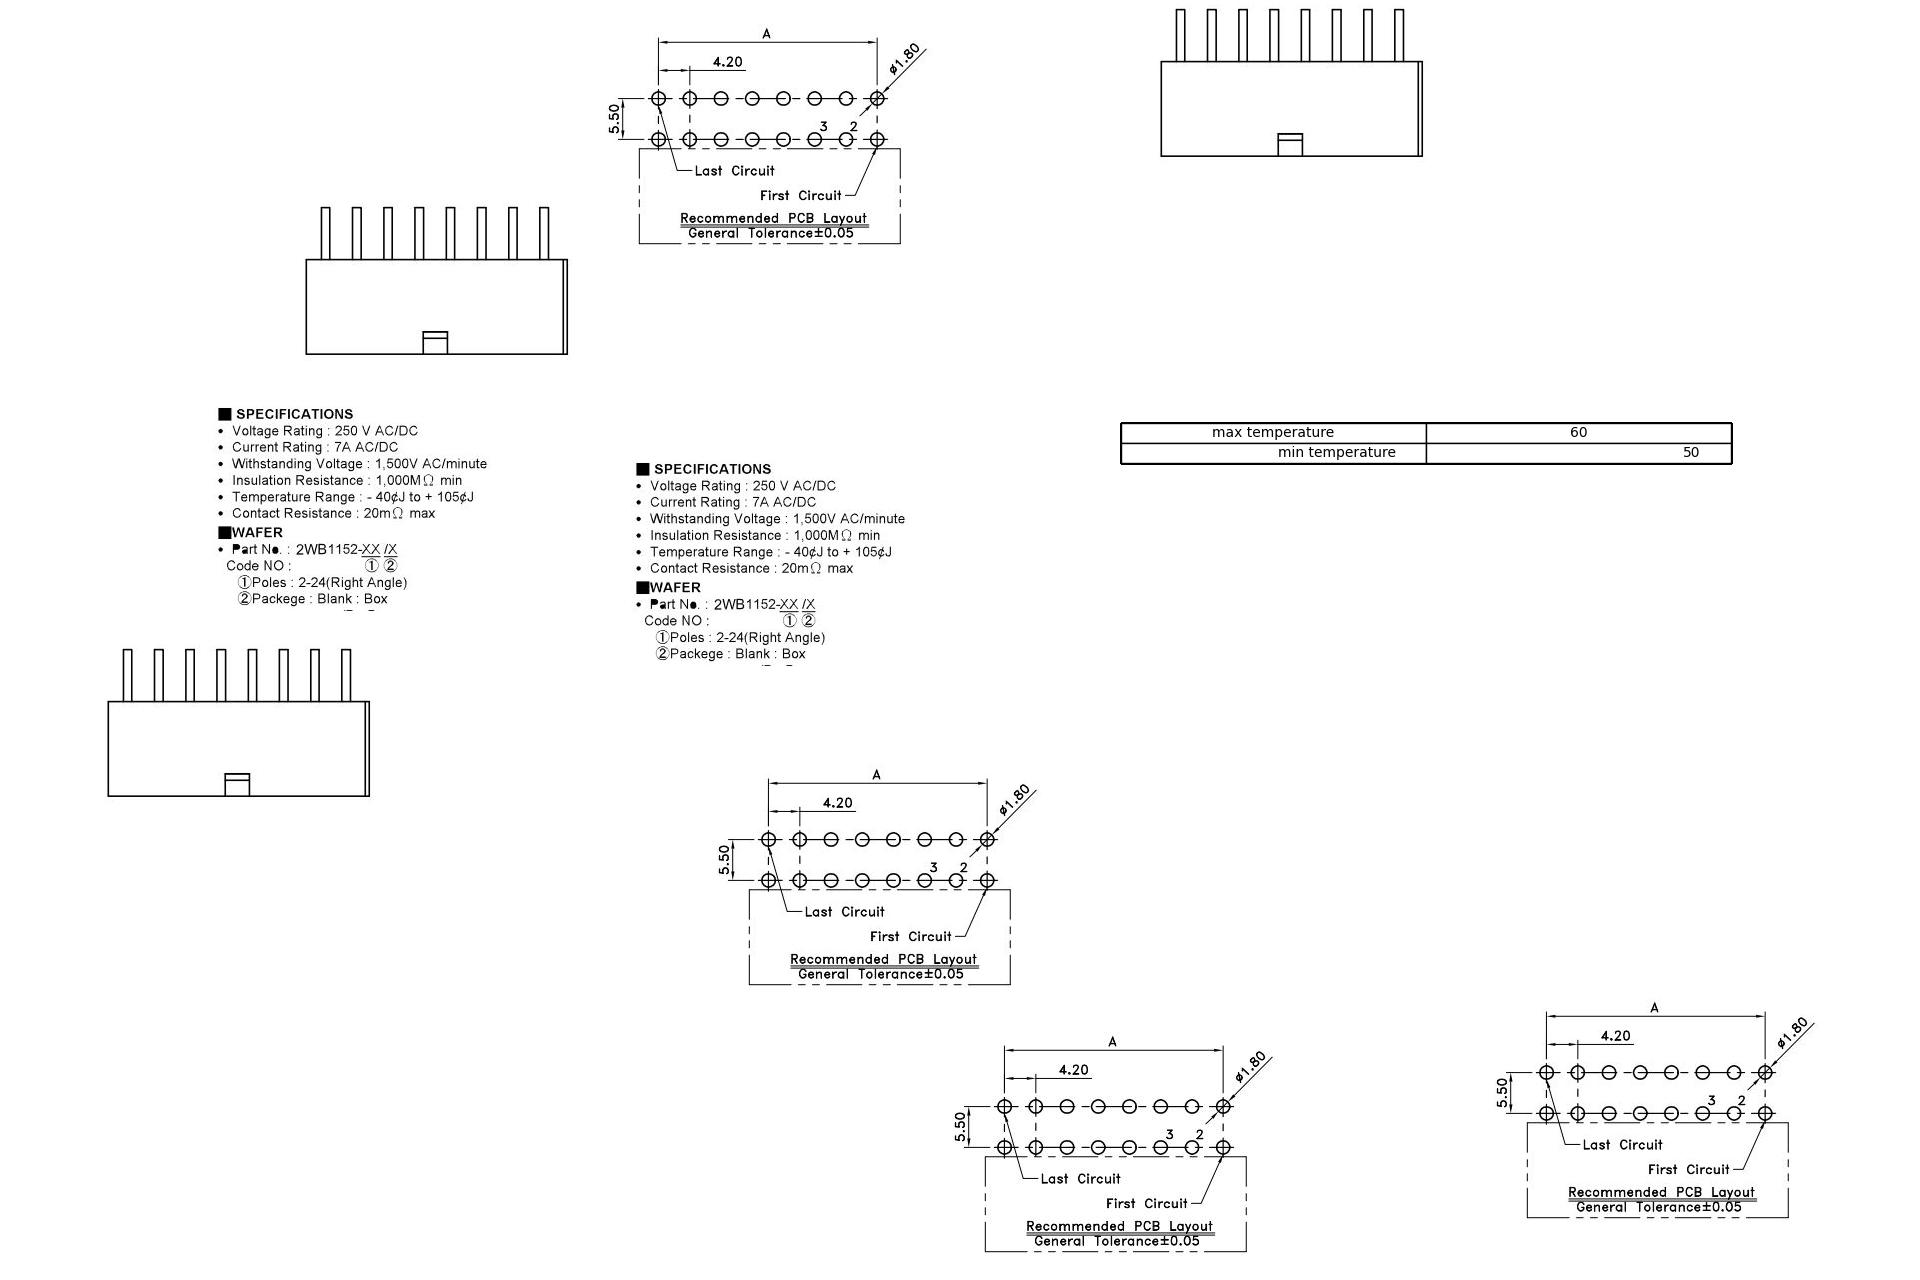 A
4.20
ø1.80
5.50
3 2
Last Circuit
First Circuit
Recommended PCB Layout
General Tolerance±0.05
■ SPECIFICATIONS
• Voltage Rating : 250 V AC/DC
• Current Rating : 7A AC/DC
• Withstanding Voltage : 1,500V AC/minute
• Insulation Resistance : 1,000MΩ min
• Temperature Range : - 40¢J to + 105¢J
• Contact Resistance : 20mΩ max
■WAFER
• Part No. : 2WB1152-XX /X
Code NO : ① ②
①Poles : 2-24(Right Angle)
②Packege : Blank : Box
■ SPECIFICATIONS
• Voltage Rating : 250 V AC/DC
• Current Rating : 7A AC/DC
• Withstanding Voltage : 1,500V AC/minute
• Insulation Resistance : 1,000MΩ min
• Temperature Range : - 40¢J to + 105¢J
• Contact Resistance : 20mΩ max
■WAFER
• Part No. : 2WB1152-XX /X
Code NO : ① ②
①Poles : 2-24(Right Angle)
②Packege : Blank : Box
max temperature 60
min temperature 50
A
4.20
ø1.80
5.50
3 2
Last Circuit
First Circuit
Recommended PCB Layout
General Tolerance±0.05
A
4.20
ø1.80
5.50
3 2
Last Circuit
First Circuit
Recommended PCB Layout
General Tolerance±0.05
A
4.20
ø1.80
5.50
3 2
Last Circuit
First Circuit
Recommended PCB Layout
General Tolerance±0.05